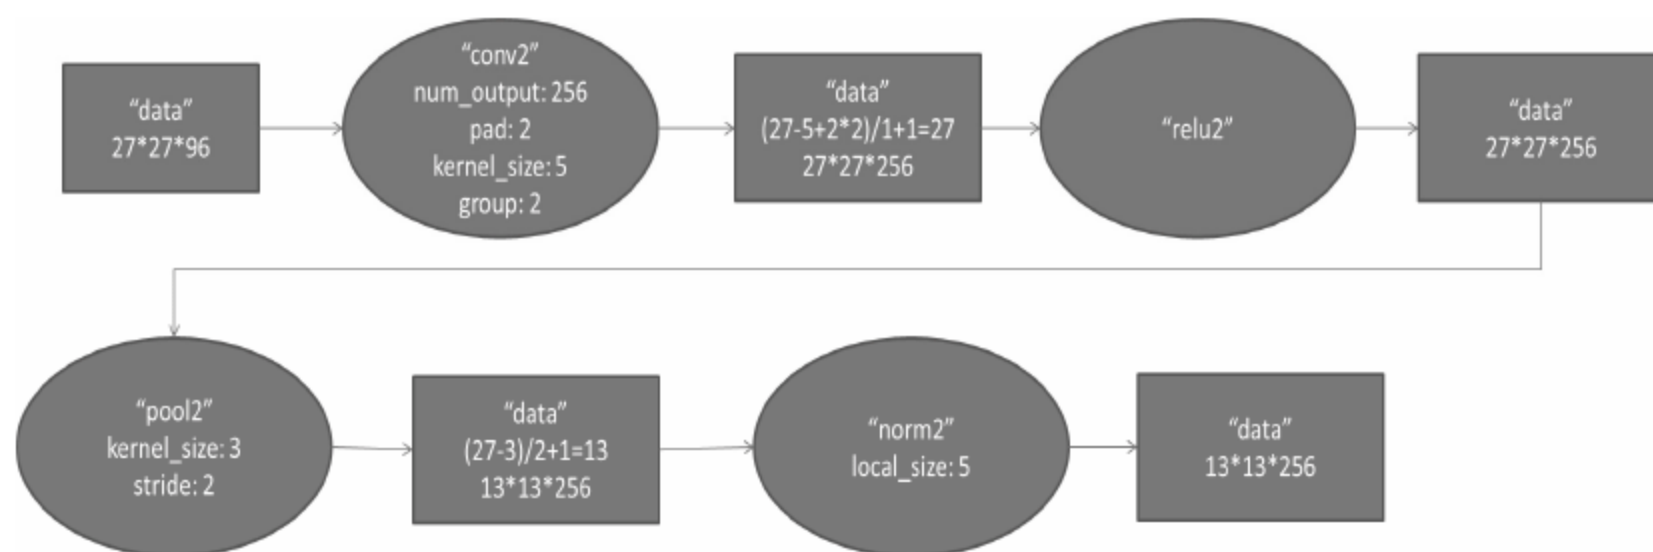 “data”
27*27*96
“conv2”
num_output: 256
pad: 2
kernel_size: 5
group: 2
“data”
(27-5+2*2)/1+1=27
27*27*256
“relu2”
“data”
27*27*256
“pool2”
kernel_size: 3
stride: 2
“data”
(27-3)/2+1=13
13*13*256
“norm2”
local_size: 5
“data”
13*13*256